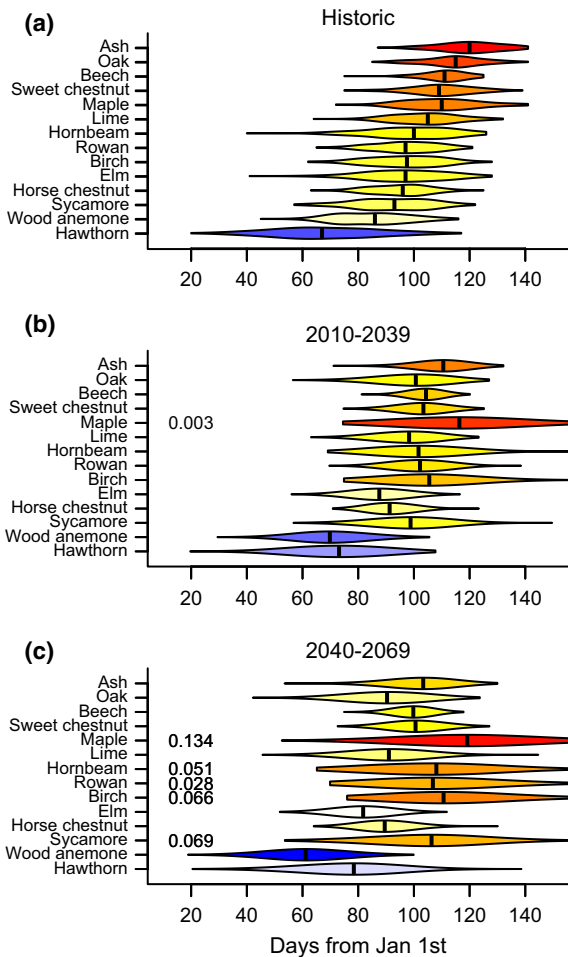 (a)
Historic
Ash
Oak
Beech
Sweet chestnut
Maple
Lime
Hornbeam
Rowan
Birch
Elm
Horse chestnut
Sycamore
Wood anemone
Hawthorn
20 40 60 80 100 120 140
(b)
2010-2039
Ash
Oak
Beech
Sweet chestnut
Maple 0.003
Lime
Hornbeam
Rowan
Birch
Elm
Horse chestnut
Sycamore
Wood anemone
Hawthorn
20 40 60 80 100 120 140
(c)
2040-2069
Ash
Oak
Beech
Sweet chestnut
Maple 0.134
Lime
Hornbeam 0.051
Rowan 0.028
Birch 0.066
Elm
Horse chestnut
Sycamore 0.069
Wood anemone
Hawthorn
20 40 60 80 100 120 140
Days from Jan 1st